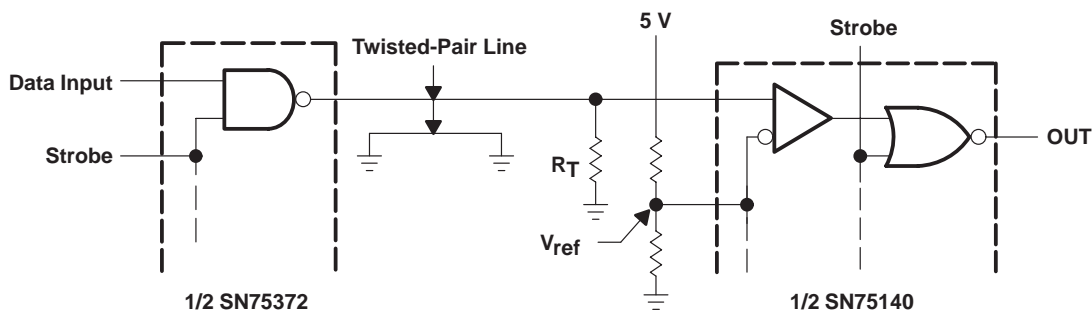 5 V
Twisted-Pair Line
Strobe
Data Input
Strobe
OUT
RT
Vref
1/2 SN75372
1/2 SN75140